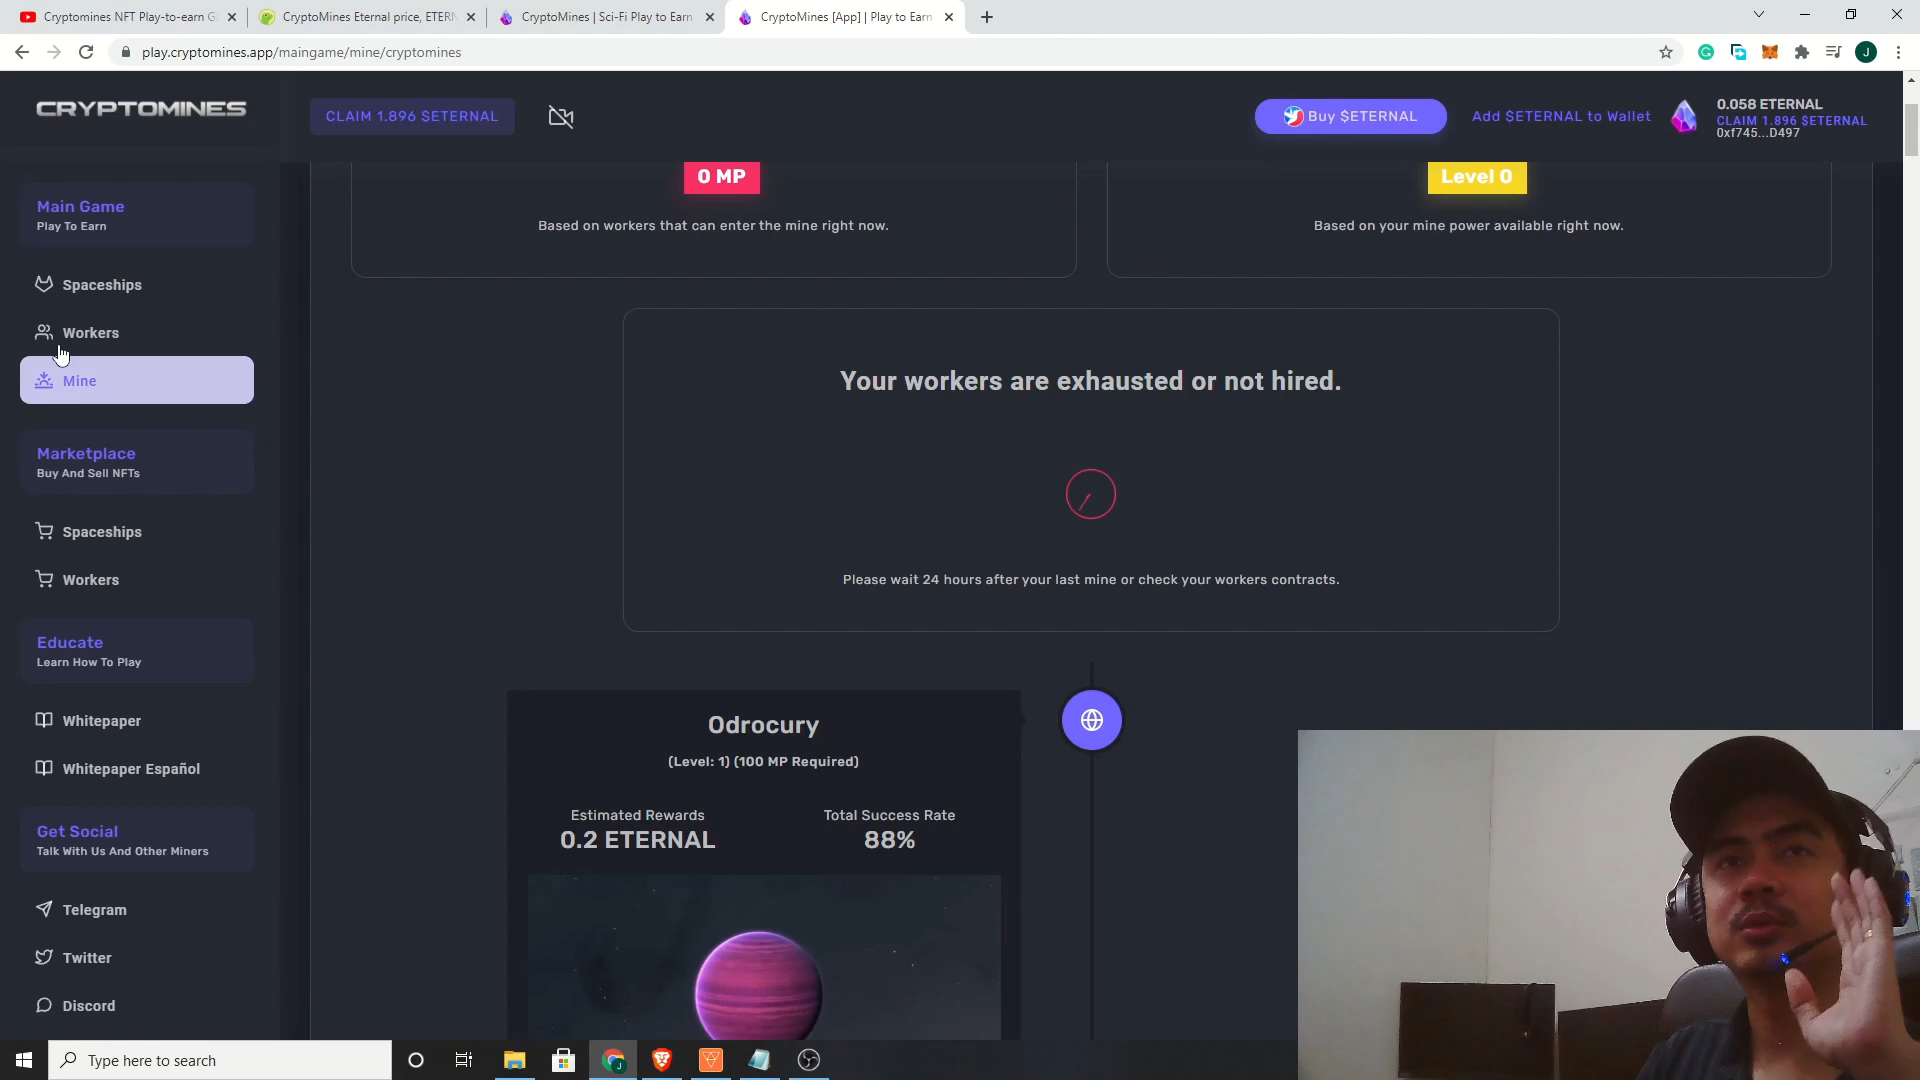 Cryptomines NFT Play-to-earn G
CryptoMines Eternal price, ETERN
CryptoMines | Sci-Fi Play to Earn
CryptoMines [App] | Play to Earn
play.cryptomines.app/maingame/mine/cryptomines
J
CRYPTOMINES
CLAIM 1.896 $ETERNAL
Buy $ETERNAL
Add $ETERNAL to Wallet
0.058 ETERNAL
CLAIM 1.896 $ETERNAL
0xf745...D497
Main Game
Play To Earn
Spaceships
Workers
Mine
Marketplace
Buy And Sell NFTs
Spaceships
Workers
Educate
Learn How To Play
Whitepaper
Whitepaper Español
Get Social
Talk With Us And Other Miners
Telegram
Twitter
Discord
0 MP
Based on workers that can enter the mine right now.
Level 0
Based on your mine power available right now.
Your workers are exhausted or not hired.
Please wait 24 hours after your last mine or check your workers contracts.
Odrocury
(Level: 1) (100 MP Required)
Estimated Rewards
0.2 ETERNAL
Total Success Rate
88%
Type here to search